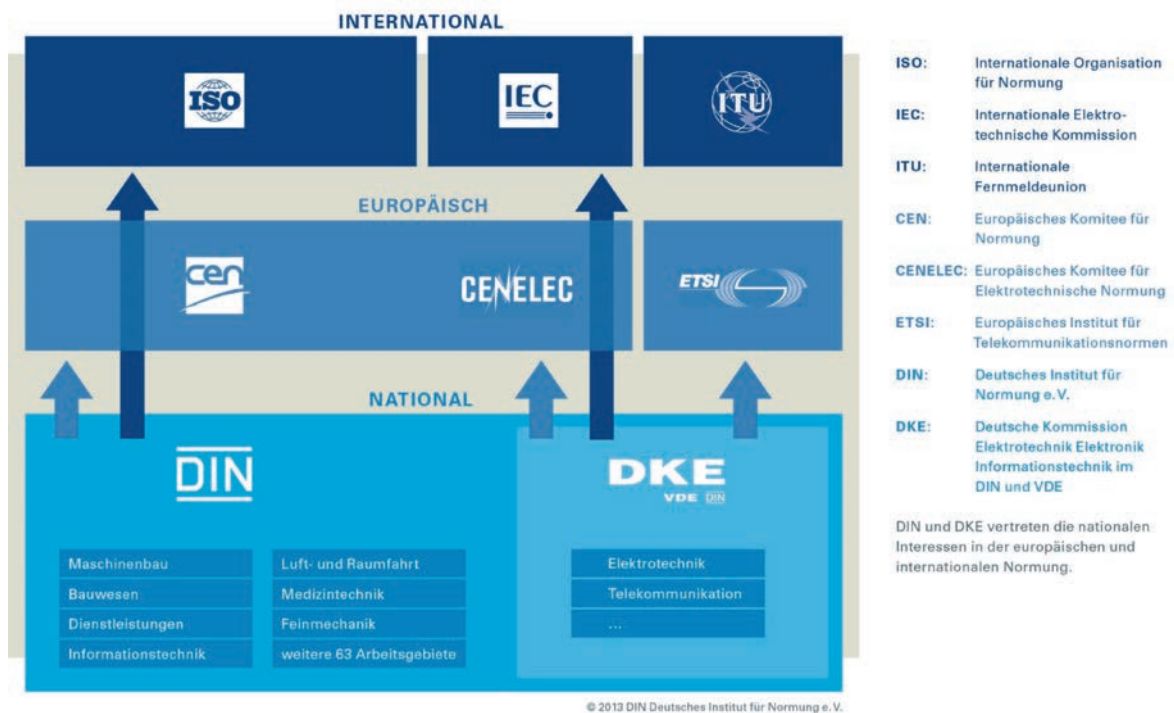 INTERNATIONAL
ISO
IEC
ITU
EUROPÄISCH
cen
CENELEC
ETSI
NATIONAL
DIN
DKE
VDE DIN
Maschinenbau
Bauwesen
Dienstleistungen
Informationstechnik
Luft- und Raumfahrt
Medizintechnik
Feinmechanik
weitere 63 Arbeitsgebiete
Elektrotechnik
Telekommunikation
...
© 2013 DIN Deutsches Institut für Normung e. V.
ISO: Internationale Organisation
für Normung
IEC: Internationale Elektro-
technische Kommission
ITU: Internationale
Fernmeldeunion
CEN: Europäisches Komitee für
Normung
CENELEC: Europäisches Komitee für
Elektrotechnische Normung
ETSI: Europäisches Institut für
Telekommunikationsnormen
DIN: Deutsches Institut für
Normung e. V.
DKE: Deutsche Kommission
Elektrotechnik Elektronik
Informationstechnik im
DIN und VDE
DIN und DKE vertreten die nationalen
Interessen in der europäischen und
internationalen Normung.